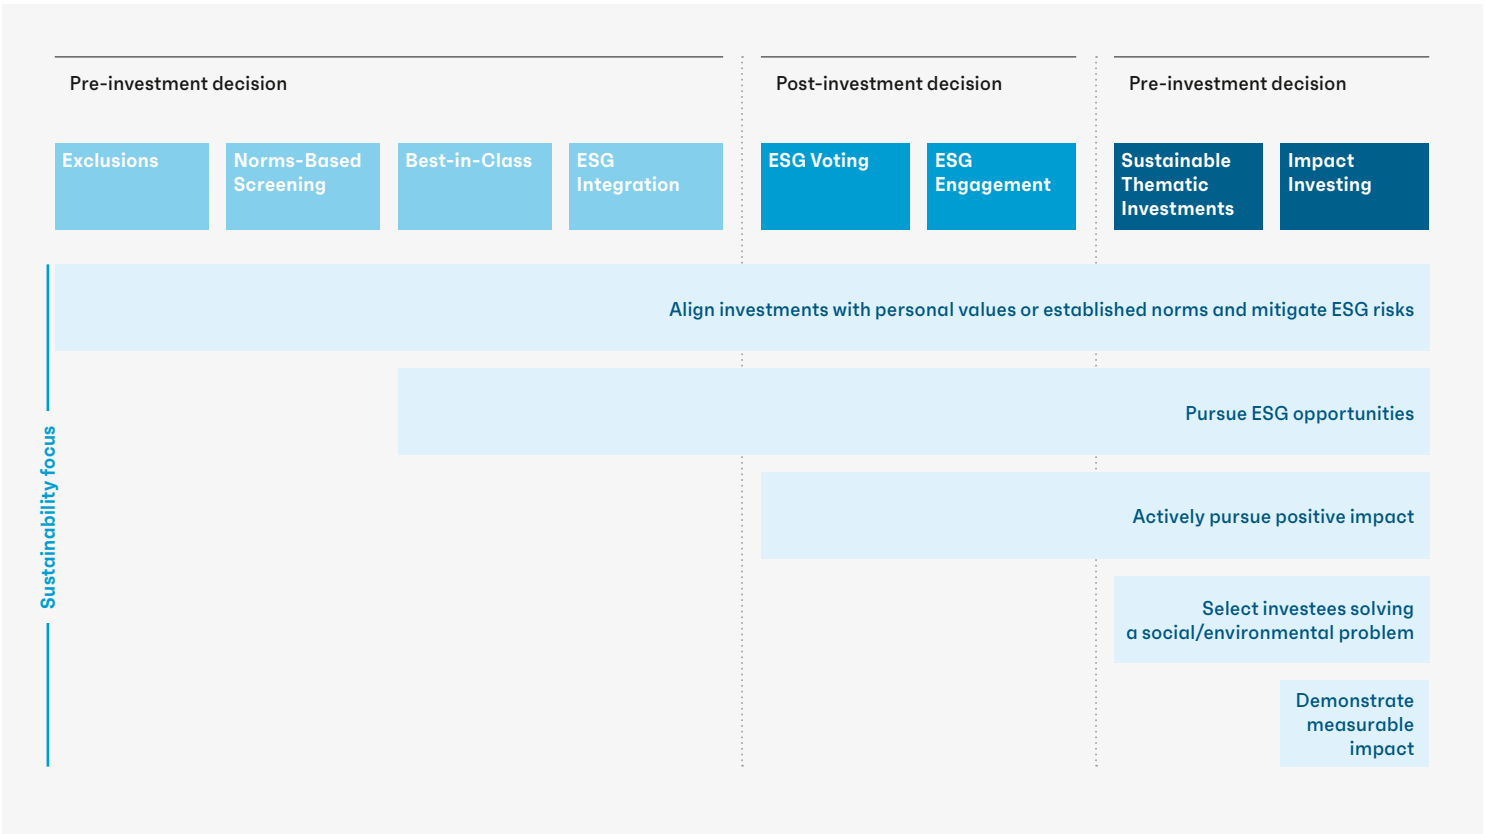 Pre-investment decision
Post-investment decision
Pre-investment decision
Exclusions
Norms-Based
Screening
Best-in-Class
ESG
Integration
ESG Voting
ESG
Engagement
Sustainable
Thematic
Investments
Impact
Investing
Sustainability focus
Align investments with personal values or established norms and mitigate ESG risks
Pursue ESG opportunities
Actively pursue positive impact
Select investees solving
a social/environmental problem
Demonstrate
measurable
impact